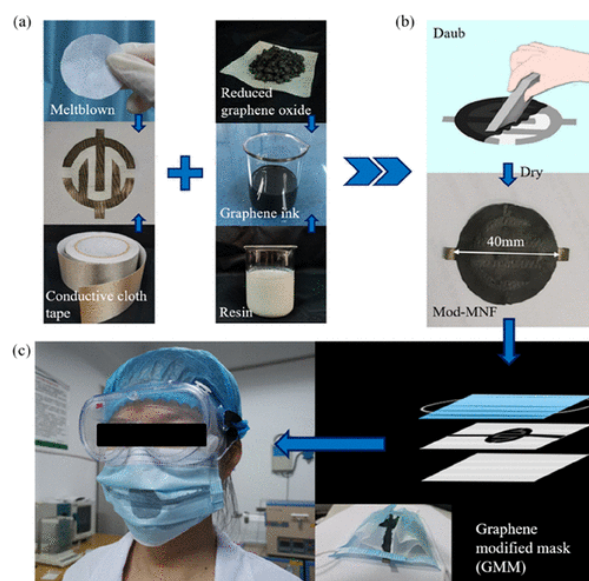 (a)
Meltblown
Conductive cloth
tape
Reduced
graphene oxide
Graphene ink
Resin
(b)
Daub
Dry
40mm
Mod-MNF
(c)
Graphene
modified mask
(GMM)